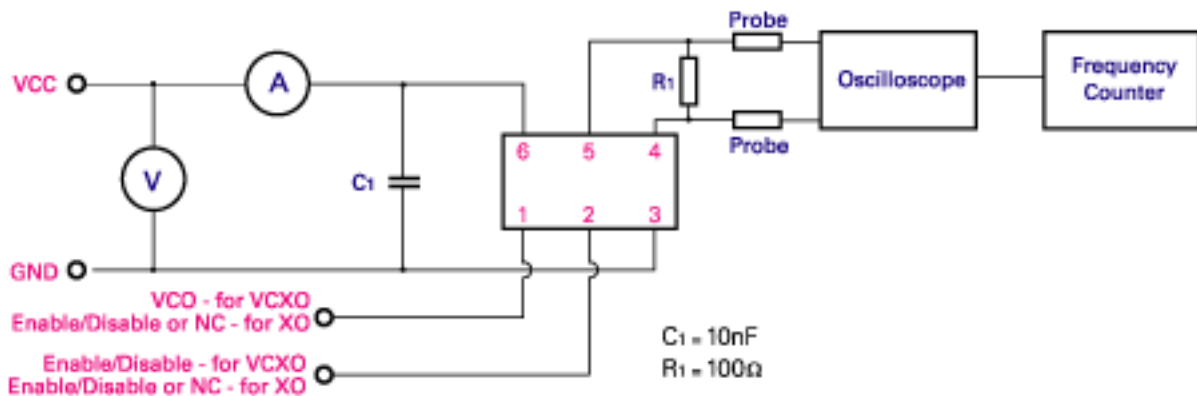 Probe
VCC
A
R1
Oscilloscope
Frequency
Counter
Probe
V
C1
6 5 4
1 2 3
GND
VCO - for VCXO
Enable/Disable or NC - for XO
Enable/Disable - for VCXO
Enable/Disable or NC - for XO
C1 = 10nF
R1 = 100Ω